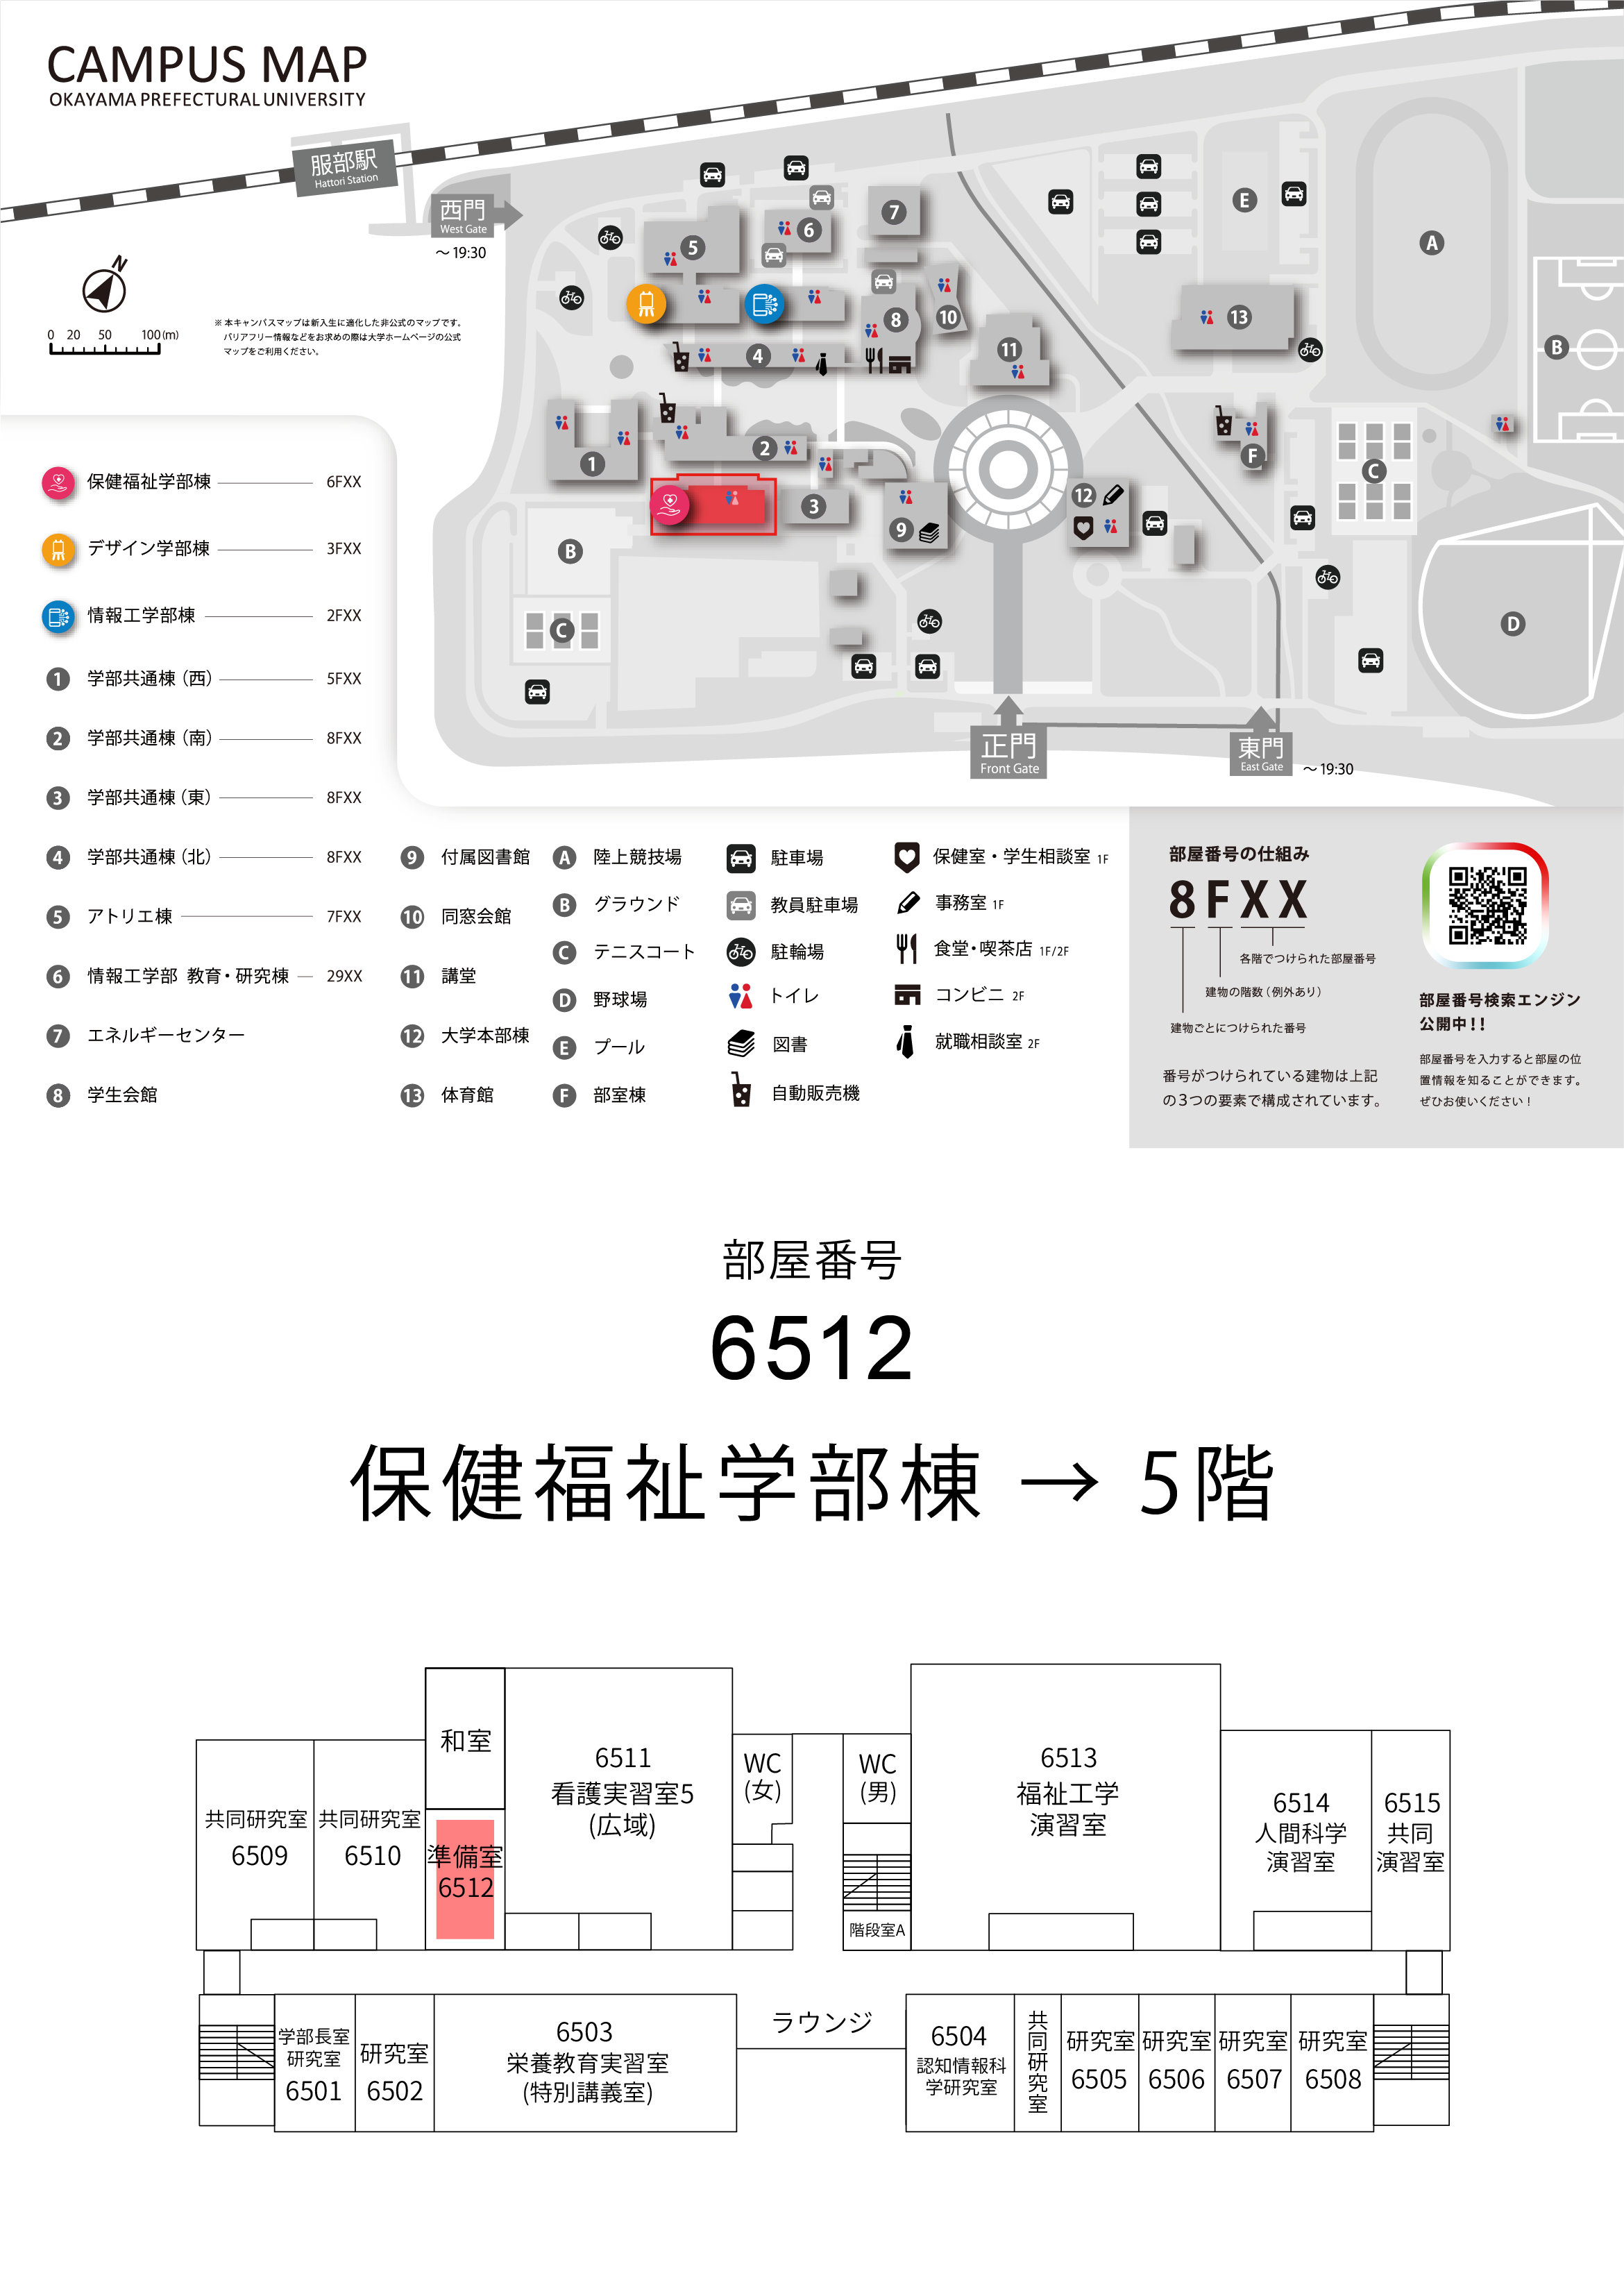 CAMPUS MAP
OKAYAMA PREFECTURAL UNIVERSITY
服部駅
Hattori Station
西門
West Gate
～19:30
N
0 20 50 100(m)
※ 本キャンパスマップは新入生に適化した非公式のマップです。
バリアフリー情報などをお求めの際は大学ホームページの公式
マップをご利用ください。
7
6
5
E
A
8
10
13
11
4
B
1
2
F
C
3
9
12
B
C
D
正門
Front Gate
東門
East Gate
～19:30
保健福祉学部棟 6FXX
デザイン学部棟 3FXX
情報工学部棟 2FXX
1 学部共通棟（西） 5FXX
2 学部共通棟（南） 8FXX
3 学部共通棟（東） 8FXX
4 学部共通棟（北） 8FXX
5 アトリエ棟 7FXX
6 情報工学部 教育・研究棟 29XX
7 エネルギーセンター
8 学生会館
9 付属図書館
10 同窓会館
11 講堂
12 大学本部棟
13 体育館
A 陸上競技場
B グラウンド
C テニスコート
D 野球場
E プール
F 部室棟
駐車場
教員駐車場
駐輪場
トイレ
図書
自動販売機
保健室・学生相談室 1F
事務室 1F
食堂・喫茶店 1F/2F
コンビニ 2F
就職相談室 2F
部屋番号の仕組み
8FXX
各階でつけられた部屋番号
建物の階数（例外あり）
建物ごとにつけられた番号
番号がつけられている建物は上記
の3つの要素で構成されています。
部屋番号検索エンジン
公開中！！
部屋番号を入力すると部屋の位
置情報を知ることができます。
ぜひお使いください！
部屋番号
6512
保健福祉学部棟 → 5階
共同研究室
6509
共同研究室
6510
和室
準備室
6512
6511
看護実習室5
(広域)
WC
(女)
WC
(男)
階段室A
6513
福祉工学
演習室
6514
人間科学
演習室
6515
共同
演習室
学部長室
研究室
6501
研究室
6502
6503
栄養教育実習室
(特別講義室)
ラウンジ
6504
認知情報科
学研究室
共同研究室
研究室
6505
研究室
6506
研究室
6507
研究室
6508